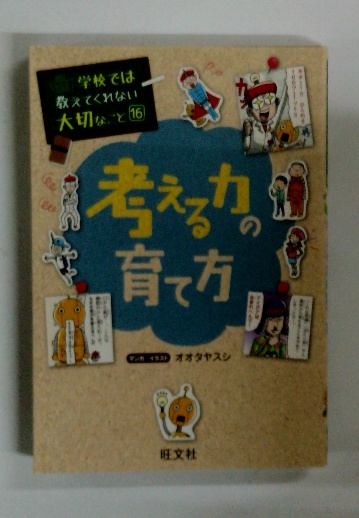 学校では
教えてくれない
大切なこと 16
考える力の
育て方
マンガ・イラスト オオタヤスシ
旺文社